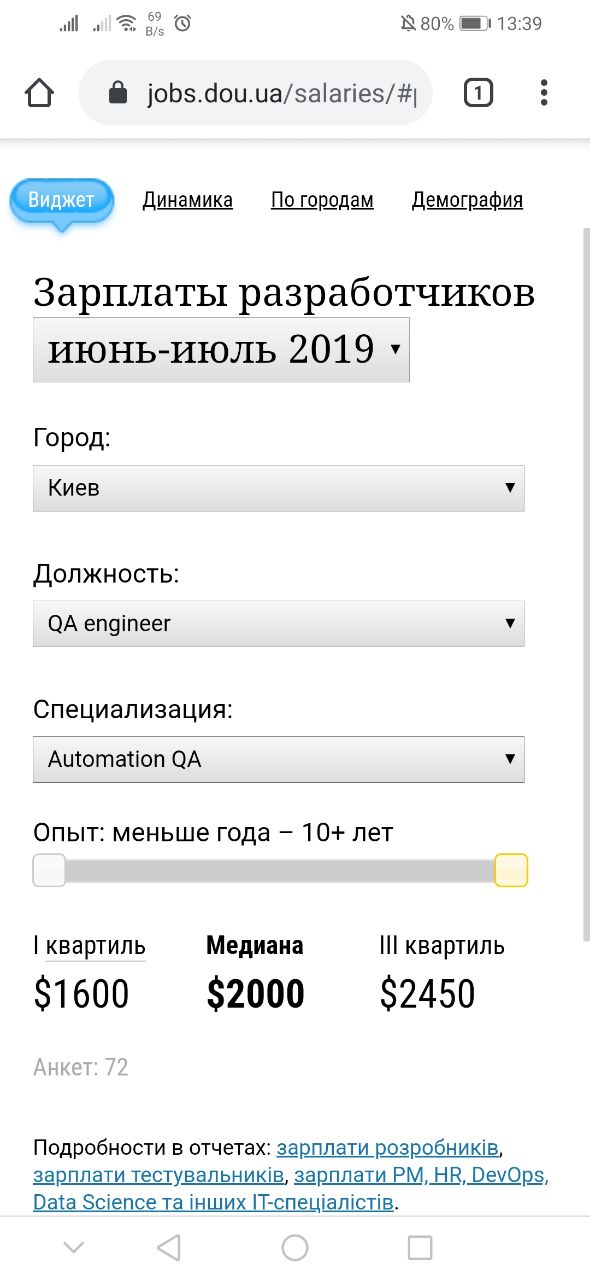 69
B/s
80%
13:39
jobs.dou.ua/salaries/#
1
Виджет Динамика По городам Демография
Зарплаты разработчиков
июнь-июль 2019
Город:
Киев
Должность:
QA engineer
Специализация:
Automation QA
Опыт: меньше года – 10+ лет
I квартиль Медиана III квартиль
$1600 $2000 $2450
Анкет: 72
Подробности в отчетах: зарплати розробників,
зарплати тестувальників, зарплати PM, HR, DevOps,
Data Science та інших IT-спеціалістів.